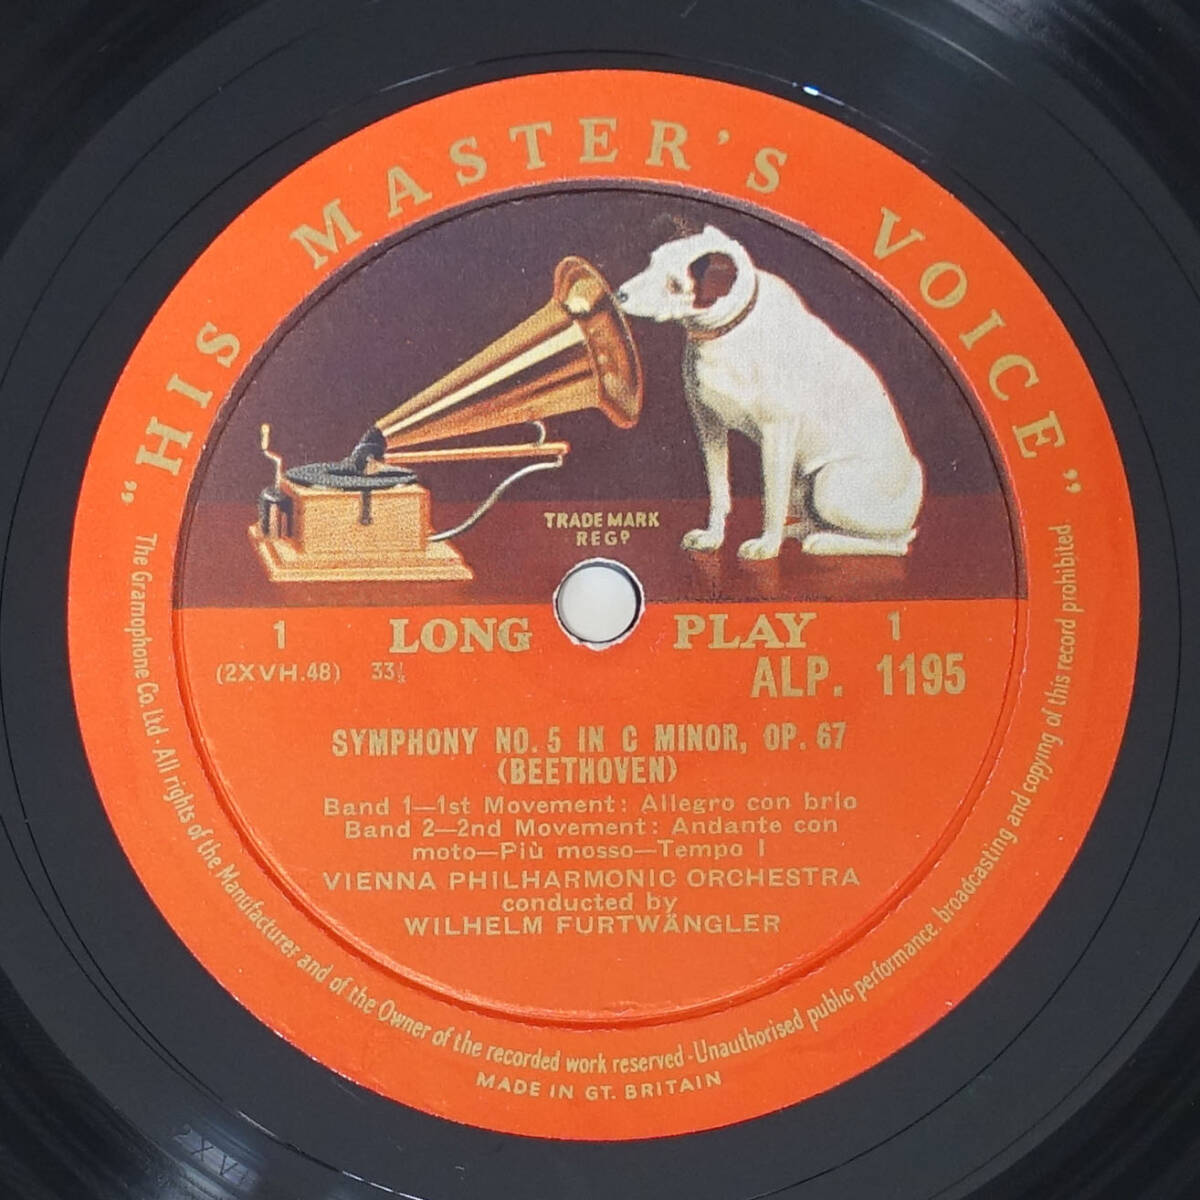 "HIS MASTER'S VOICE"
TRADE MARK
REGD
1 LONG PLAY 1
(2XVH.48) 33⅓
ALP. 1195
SYMPHONY NO. 5 IN C MINOR, OP. 67
(BEETHOVEN)
Band 1—1st Movement: Allegro con brio
Band 2—2nd Movement: Andante con
moto—Più mosso—Tempo I
VIENNA PHILHARMONIC ORCHESTRA
conducted by
WILHELM FURTWÄNGLER
The Gramophone Co. Ltd · All rights of the Manufacturer and of the Owner of the recorded work reserved · Unauthorised public performance, broadcasting and copying of this record prohibited
MADE IN GT. BRITAIN